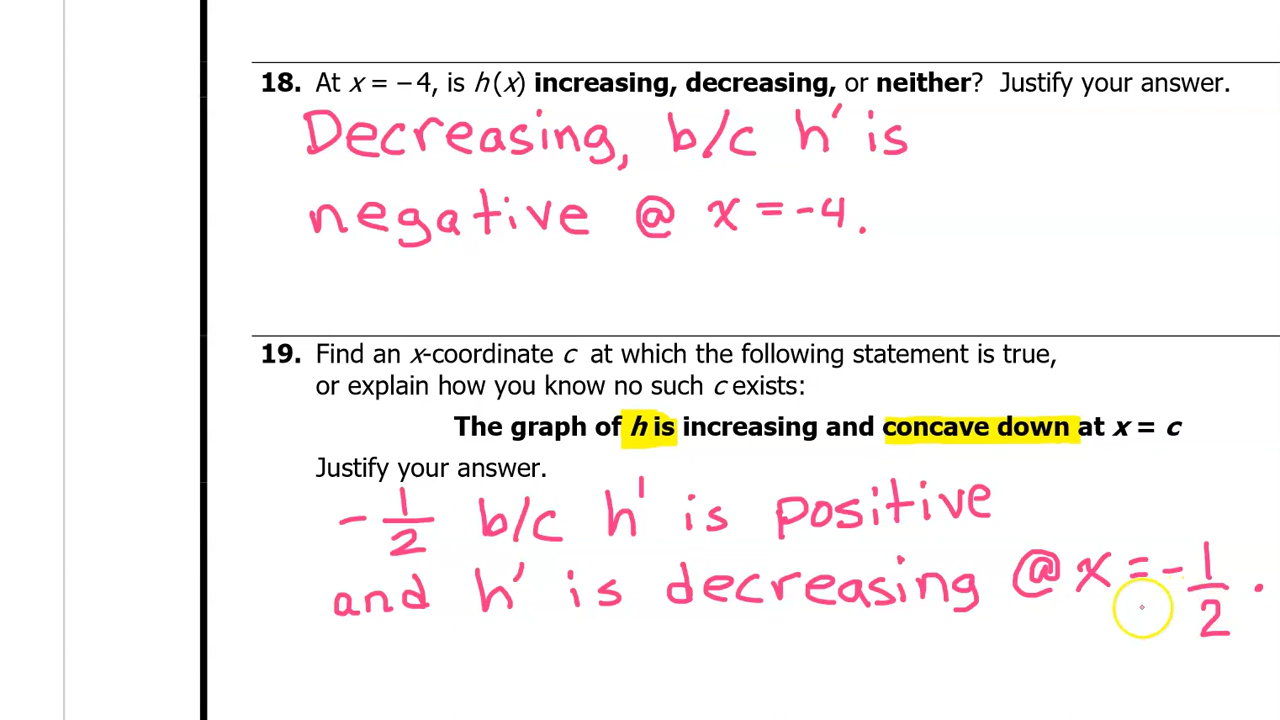 18. At x = −4, is h(x) increasing, decreasing, or neither? Justify your answer.
Decreasing, b/c h' is
negative @ x = -4.
19. Find an x-coordinate c at which the following statement is true,
or explain how you know no such c exists:
The graph of h is increasing and concave down at x = c
Justify your answer.
-1/2 b/c h' is positive
and h' is decreasing @ x = -1/2.